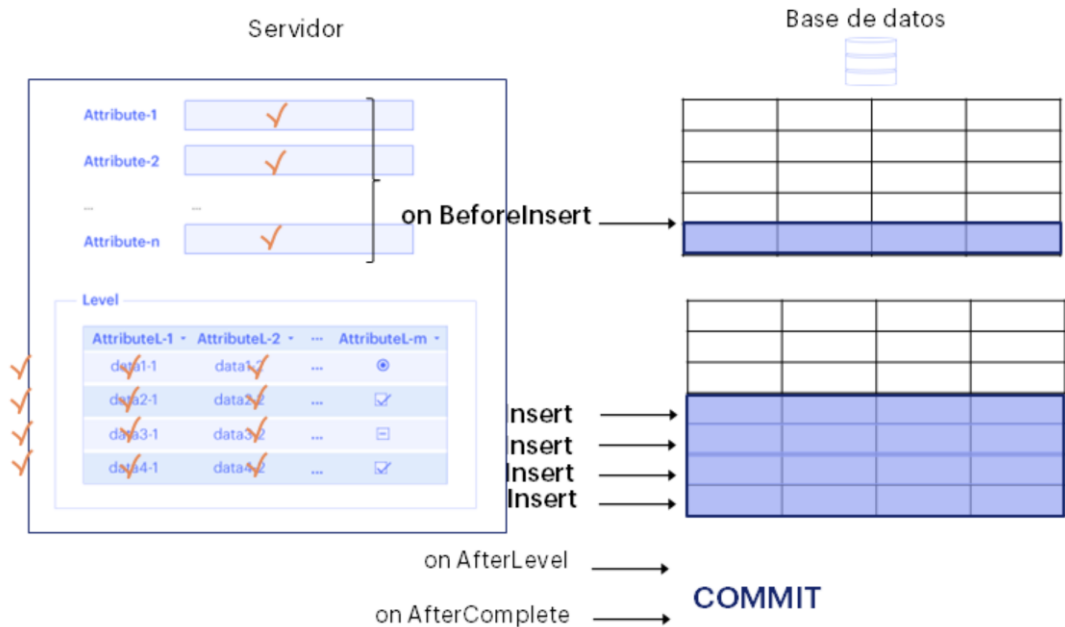 Servidor
Base de datos
Attribute-1
Attribute-2
... ...
Attribute-n
on BeforeInsert
Level
AttributeL-1 AttributeL-2 ... AttributeL-m
data1-1 data1-2 ...
data2-1 data2-2 ...
data3-1 data3-2 ...
data4-1 data4-2 ...
Insert
Insert
Insert
Insert
on AfterLevel
COMMIT
on AfterComplete